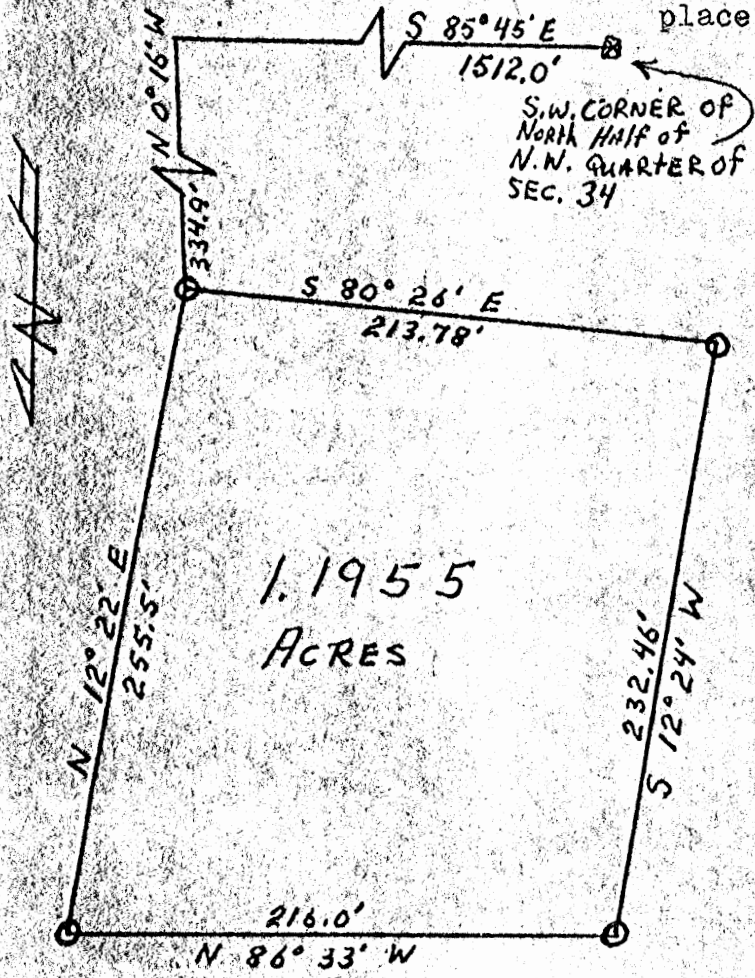 place
S 85° 45' E
1512.0'
S.W. CORNER OF
NORTH HALF OF
N.W. QUARTER OF
SEC. 34
N 0° 16' W
334.9'
N
S 80° 26' E
213.78'
1.1955
ACRES
N 12° 22' E
255.5'
232.46'
S 12° 24' W
216.0'
N 86° 33' W